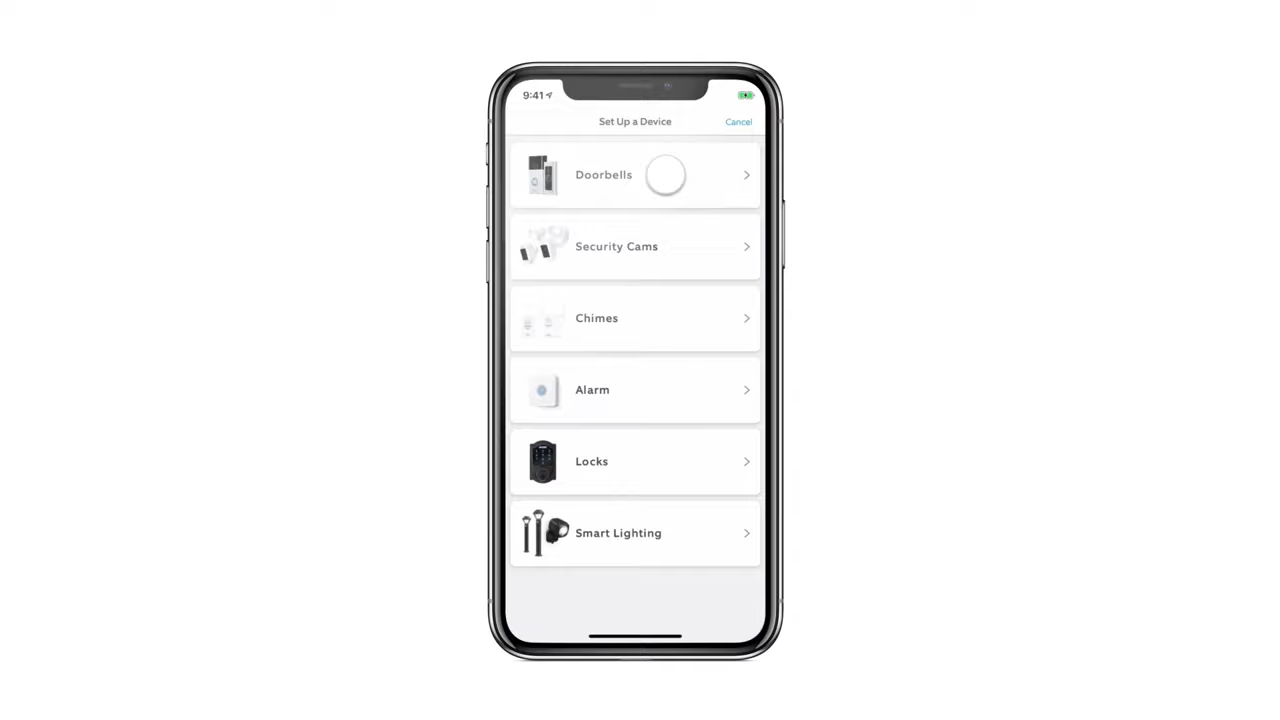 9:41
Set Up a Device
Cancel
Doorbells
Security Cams
Chimes
Alarm
Locks
Smart Lighting